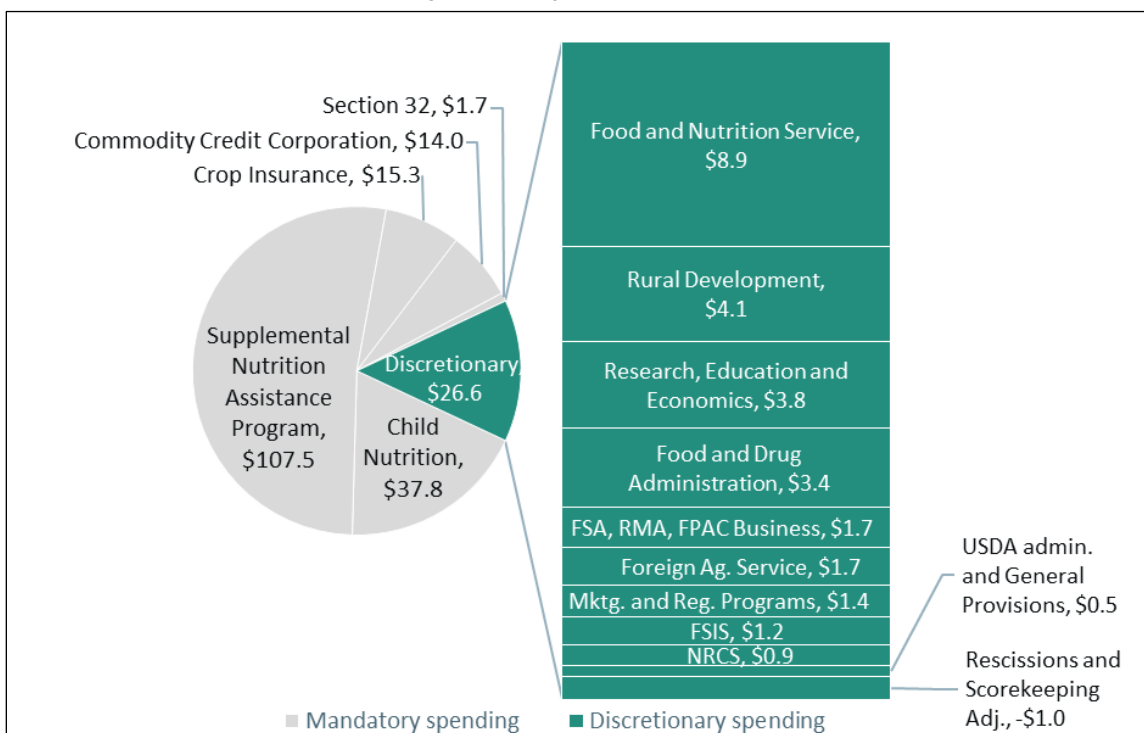 Section 32, $1.7
Commodity Credit Corporation, $14.0
Crop Insurance, $15.3
Supplemental
Nutrition
Assistance
Program,
$107.5
Discretionary,
$26.6
Child
Nutrition,
$37.8
Food and Nutrition Service,
$8.9
Rural Development,
$4.1
Research, Education and
Economics, $3.8
Food and Drug
Administration, $3.4
FSA, RMA, FPAC Business, $1.7
Foreign Ag. Service, $1.7
Mktg. and Reg. Programs, $1.4
FSIS, $1.2
NRCS, $0.9
USDA admin.
and General
Provisions, $0.5
Rescissions and
Scorekeeping
Adj., -$1.0
Mandatory spending
Discretionary spending